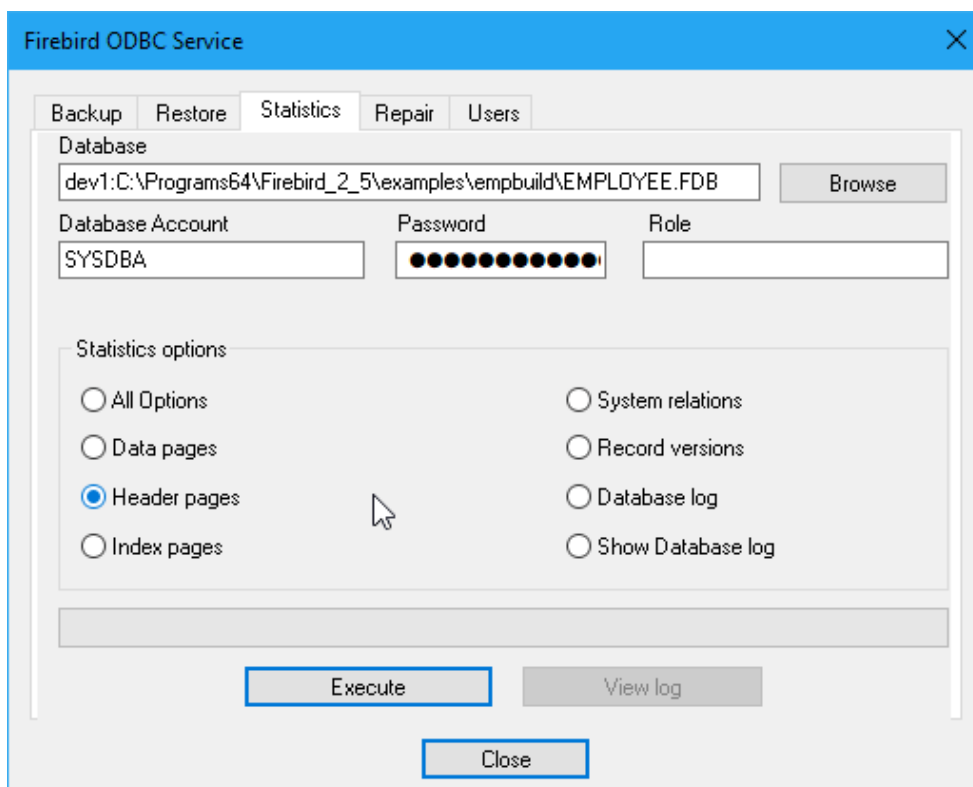 Firebird ODBC Service
Backup Restore Statistics Repair Users
Database
dev1:C:\Programs64\Firebird_2_5\examples\empbuild\EMPLOYEE.FDB Browse
Database Account Password Role
SYSDBA ●●●●●●●●●●●
Statistics options
All Options System relations
Data pages Record versions
Header pages Database log
Index pages Show Database log
Execute View log
Close